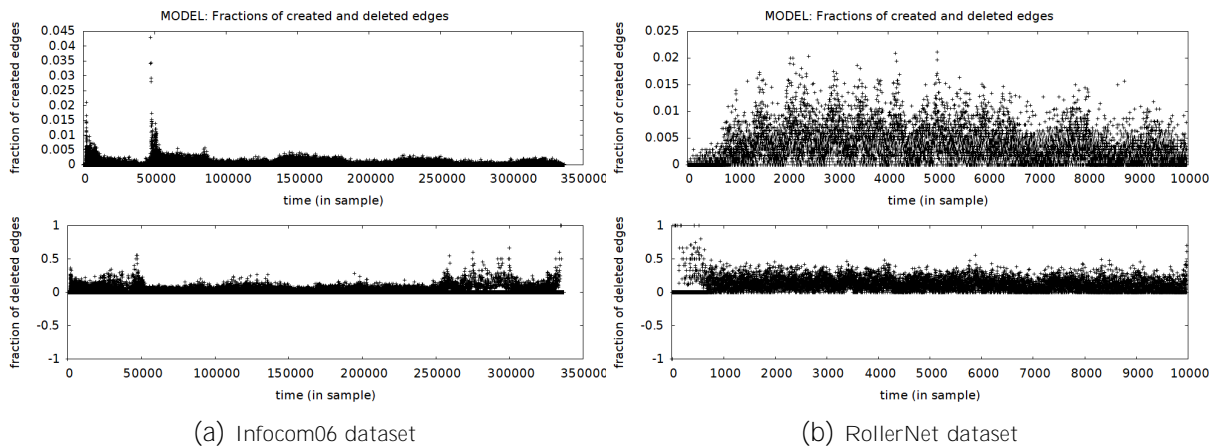 MODEL: Fractions of created and deleted edges
fraction of created edges
0.045
0.04
0.035
0.03
0.025
0.02
0.015
0.01
0.005
0
0 50000 100000 150000 200000 250000 300000 350000
time (in sample)
fraction of deleted edges
1
0.5
0
-0.5
-1
0 50000 100000 150000 200000 250000 300000 350000
time (in sample)
(a) Infocom06 dataset
MODEL: Fractions of created and deleted edges
fraction of created edges
0.025
0.02
0.015
0.01
0.005
0
0 1000 2000 3000 4000 5000 6000 7000 8000 9000 10000
time (in sample)
fraction of deleted edges
1
0.5
0
-0.5
-1
0 1000 2000 3000 4000 5000 6000 7000 8000 9000 10000
time (in sample)
(b) RollerNet dataset